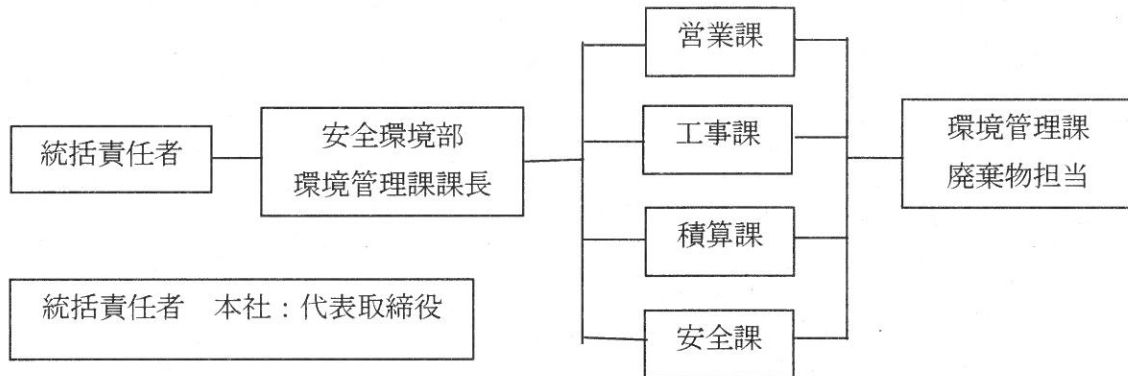 統括責任者
安全環境部
環境管理課課長
営業課
工事課
積算課
安全課
環境管理課
廃棄物担当
統括責任者　本社：代表取締役